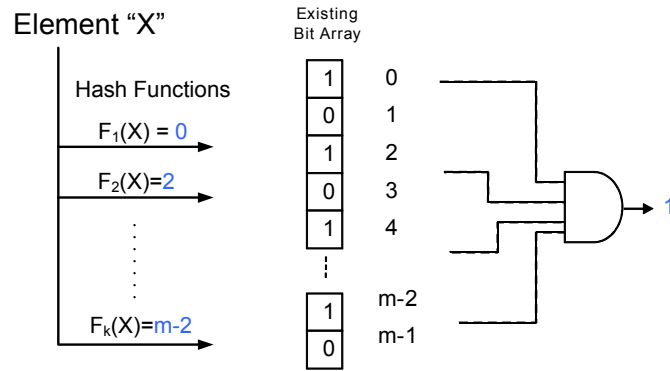 Element “X”
Existing
Bit Array
Hash Functions
F1(X) = 0
F2(X)=2
Fk(X)=m-2
1 0
0 1
1 2
0 3
1 4
1 m-2
0 m-1
1